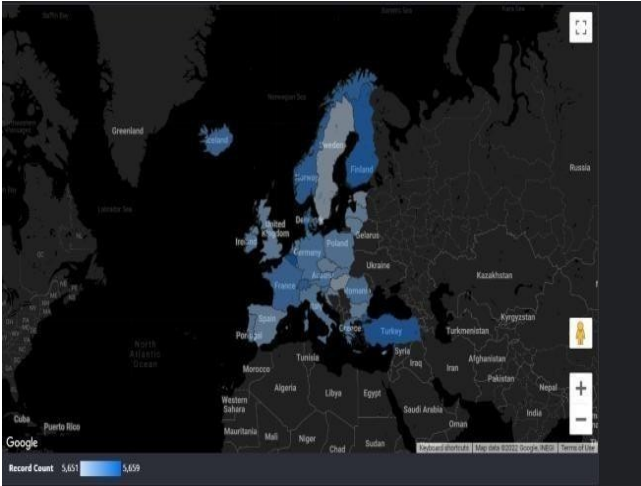 Greenland
Iceland
Sweden
Finland
Norway
Russia
United
Kingdom
Ireland
Poland
Belarus
Germany
Ukraine
Kazakhstan
France
Romania
Spain
Greece
Turkey
Kyrgyzstan
Turkmenistan
North
Atlantic
Ocean
Tunisia
Syria
Iraq
Iran
Afghanistan
Pakistan
Nepal
Morocco
Algeria
Libya
Egypt
Western
Sahara
Saudi Arabia
India
Oman
Cuba
Puerto Rico
Mauritania
Mali
Niger
Chad
Sudan
Google
Keyboard shortcuts
Map data ©2022 Google, INEGI
Terms of Use
Record Count 5,651 5,659